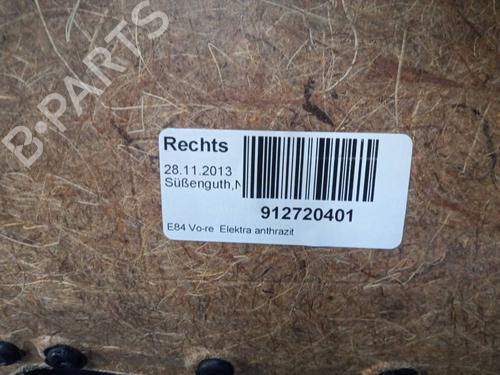 B-PARTS
Rechts
28.11.2013
Süßenguth,N
912720401
E84 Vo-re Elektra anthrazit